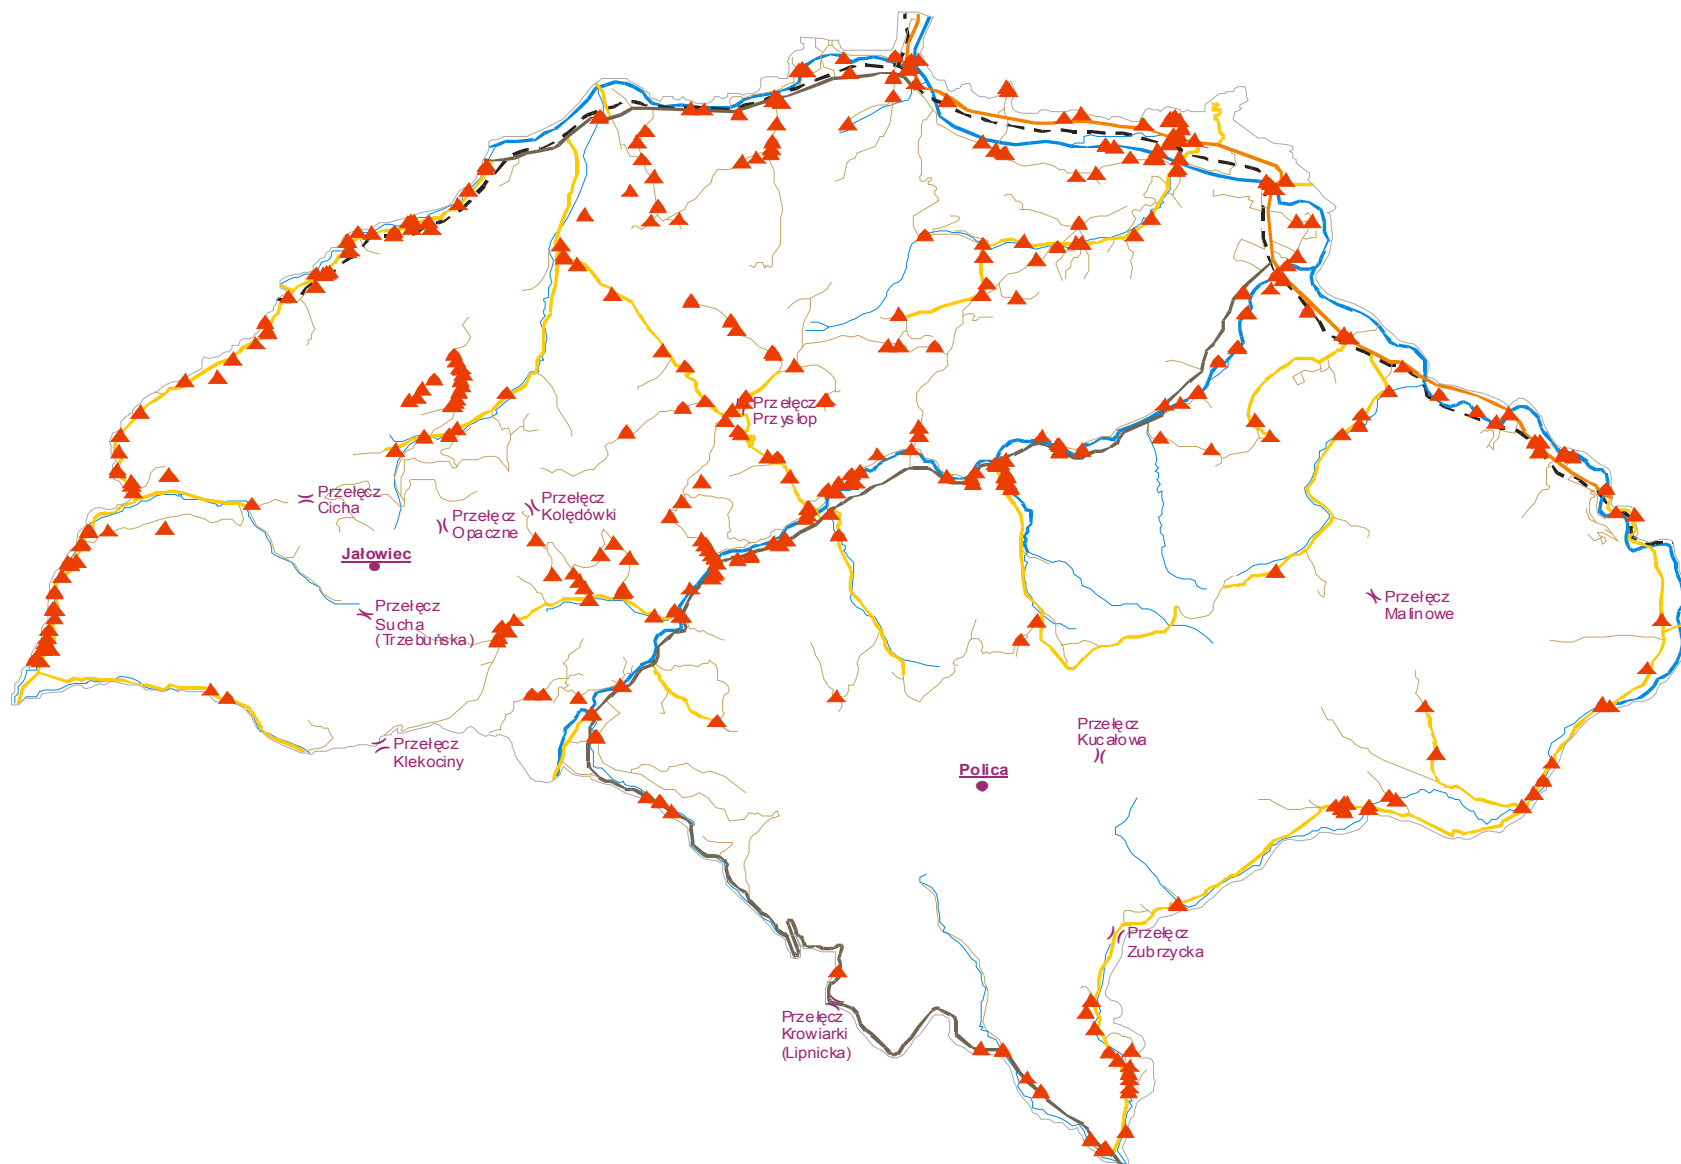 Przełęcz
Przysłop
Przełęcz
Cicha
Przełęcz
Kolędówki
Przełęcz
Opaczne
Jałowiec
Przełęcz
Sucha
(Trzebuńska)
Przełęcz
Malinowe
Przełęcz
Klekociny
Przełęcz
Kucałowa
Polica
Przełęcz
Zubrzycka
Przełęcz
Krowiarki
(Lipnicka)